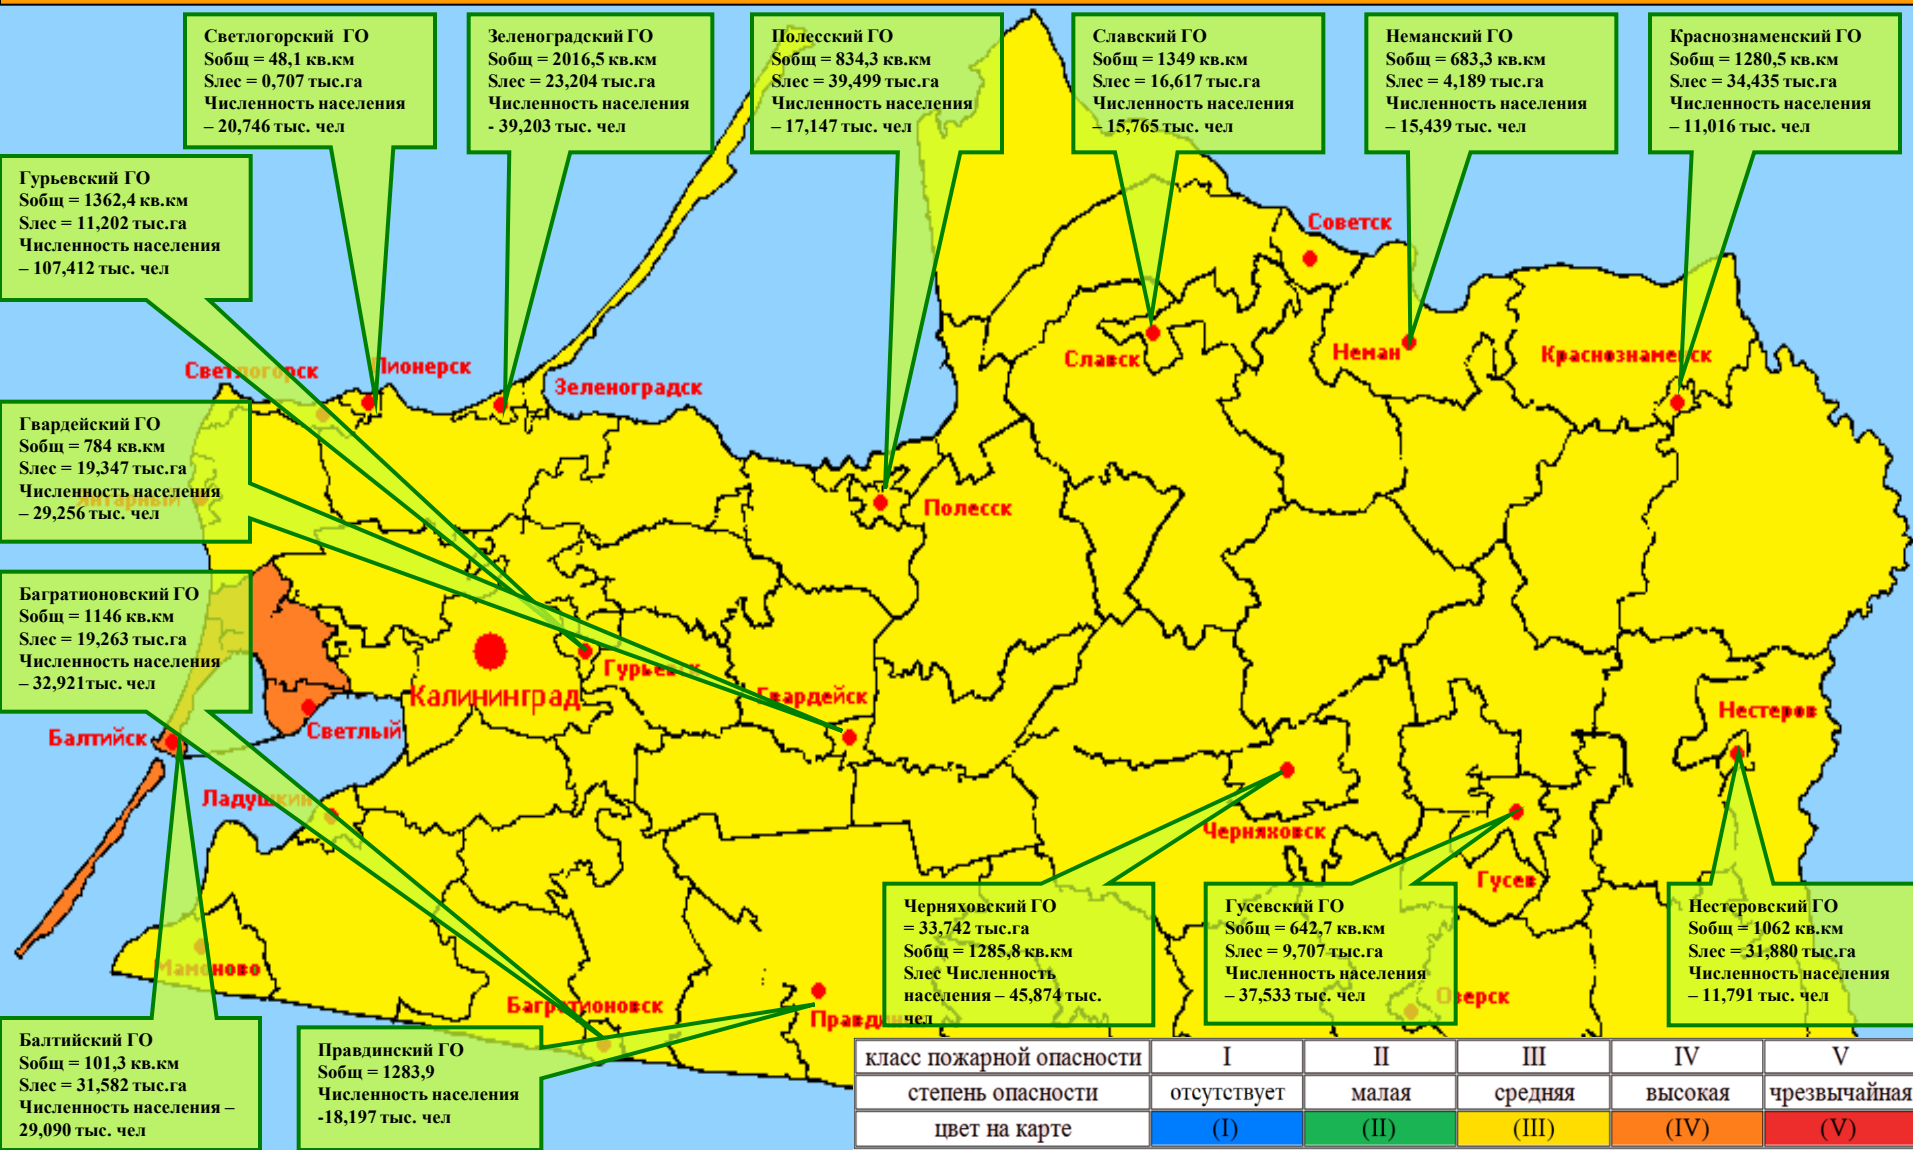 Светлогорский ГО
Sобщ = 48,1 кв.км
Sлес = 0,707 тыс.га
Численность населения
– 20,746 тыс. чел
Зеленоградский ГО
Sобщ = 2016,5 кв.км
Sлес = 23,204 тыс.га
Численность населения
- 39,203 тыс. чел
Полесский ГО
Sобщ = 834,3 кв.км
Sлес = 39,499 тыс.га
Численность населения
– 17,147 тыс. чел
Славский ГО
Sобщ = 1349 кв.км
Sлес = 16,617 тыс.га
Численность населения
– 15,765 тыс. чел
Неманский ГО
Sобщ = 683,3 кв.км
Sлес = 4,189 тыс.га
Численность населения
– 15,439 тыс. чел
Краснознаменский ГО
Sобщ = 1280,5 кв.км
Sлес = 34,435 тыс.га
Численность населения
– 11,016 тыс. чел
Гурьевский ГО
Sобщ = 1362,4 кв.км
Sлес = 11,202 тыс.га
Численность населения
– 107,412 тыс. чел
Советск
Славск
Неман
Краснознаменск
Светлогорск
Пионерск
Зеленоградск
Гвардейский ГО
Sобщ = 784 кв.км
Sлес = 19,347 тыс.га
Численность населения
– 29,256 тыс. чел
Янтарный
Полесск
Багратионовский ГО
Sобщ = 1146 кв.км
Sлес = 19,263 тыс.га
Численность населения
– 32,921тыс. чел
Калининград
Гурьевск
Гвардейск
Нестеров
Балтийск
Светлый
Ладушкин
Черняховск
Гусев
Мамоново
Багратионовск
Правдинск
Озерск
Черняховский ГО
= 33,742 тыс.га
Sобщ = 1285,8 кв.км
Sлес Численность
населения – 45,874 тыс.
чел
Гусевский ГО
Sобщ = 642,7 кв.км
Sлес = 9,707 тыс.га
Численность населения
– 37,533 тыс. чел
Нестеровский ГО
Sобщ = 1062 кв.км
Sлес = 31,880 тыс.га
Численность населения
– 11,791 тыс. чел
Балтийский ГО
Sобщ = 101,3 кв.км
Sлес = 31,582 тыс.га
Численность населения –
29,090 тыс. чел
Правдинский ГО
Sобщ = 1283,9
Численность населения
-18,197 тыс. чел
класс пожарной опасности I II III IV V
степень опасности отсутствует малая средняя высокая чрезвычайная
цвет на карте (I) (II) (III) (IV) (V)